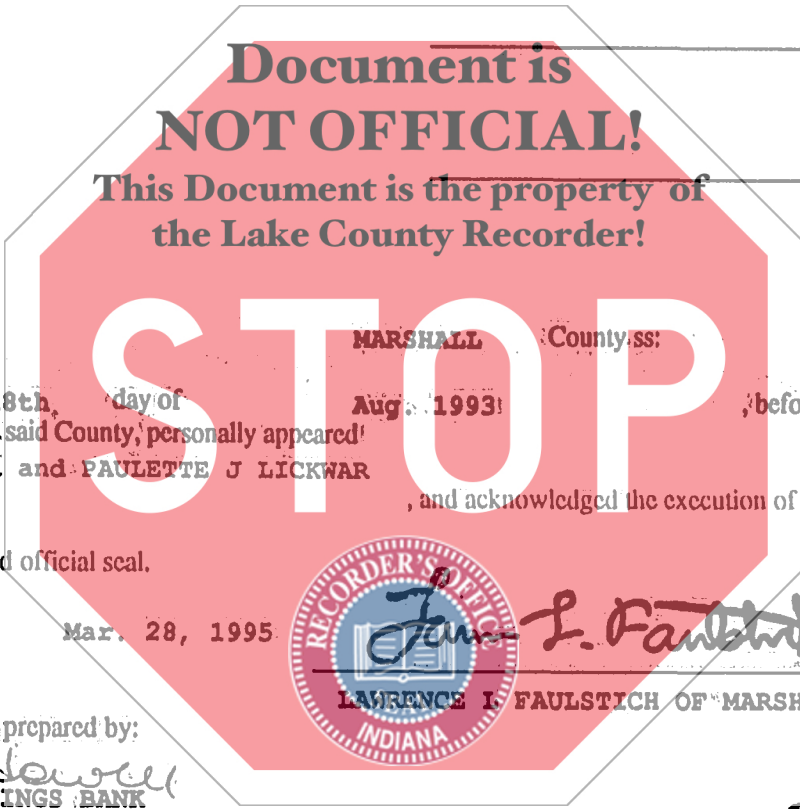 Document is
NOT OFFICIAL!
This Document is the property of
the Lake County Recorder!
STOP
MARSHALL County ss:
8th day of Aug. 1993 , befo
said County, personally appeared
and PAULETTE J LICKWAR
, and acknowledged the execution of
d official seal.
RECORDER'S OFFICE
Mar. 28, 1995
LAWRENCE L FAULSTICH OF MARSH
INDIANA
prepared by:
INGS BANK